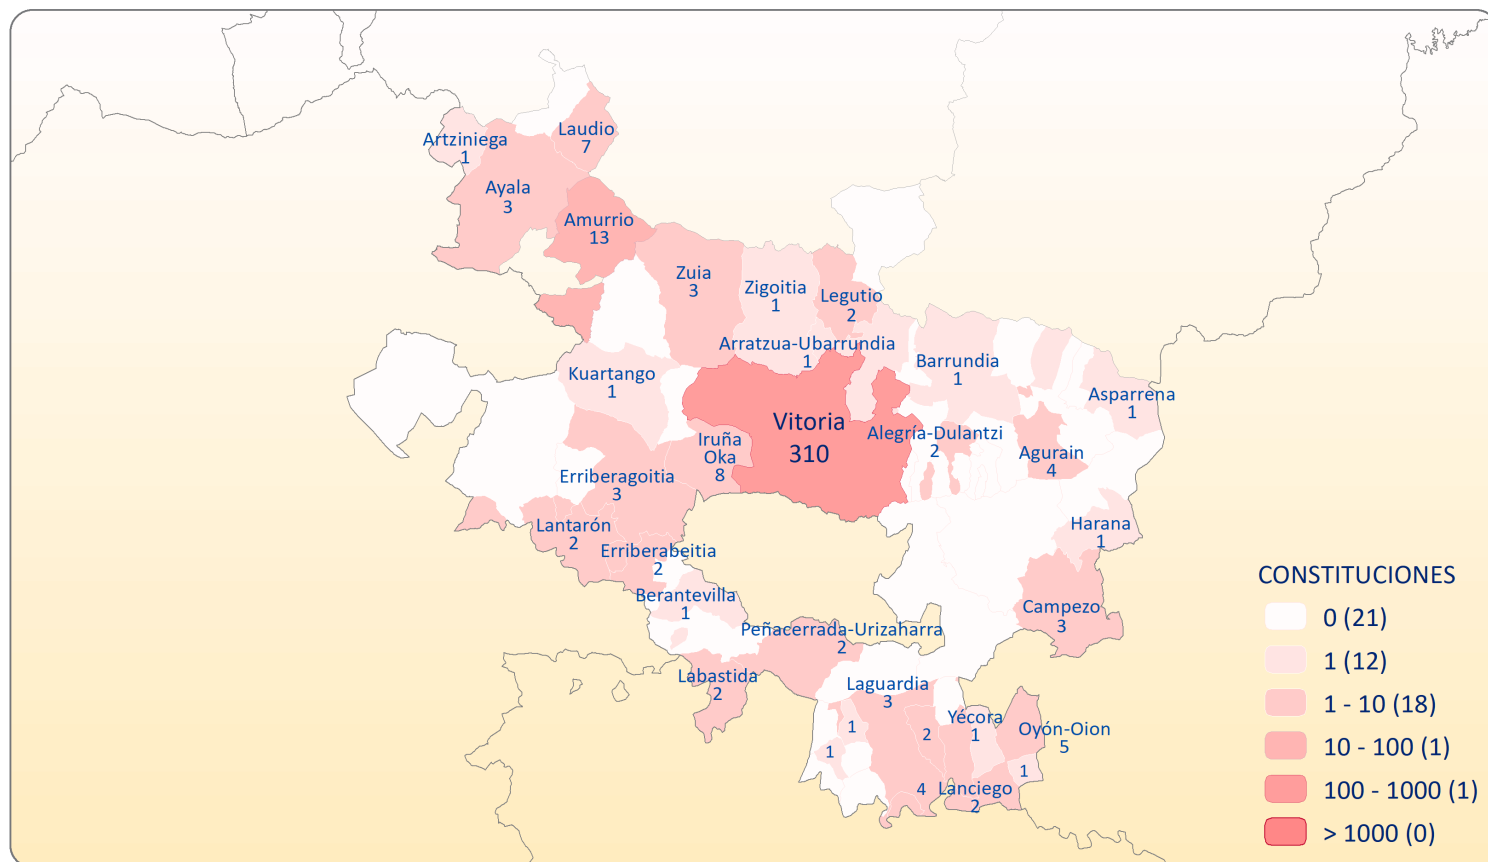 Artziniega
1
Laudio
7
Ayala
3
Amurrio
13
Zuia
3
Zigoitia
1
Legutio
2
Arratzua-Ubarrundia
1
Barrundia
1
Kuartango
1
Asparrena
1
Vitoria
310
Alegría-Dulantzi
2
Iruña
Oka
8
Agurain
4
Erriberagoitia
3
Lantarón
2
Harana
1
Erriberabeitia
2
Berantevilla
1
Campezo
3
Peñacerrada-Urizaharra
2
Labastida
2
Laguardia
3
1
2
Yécora
1
Oyón-Oion
5
1
1
4
Lanciego
2
CONSTITUCIONES
0 (21)
1 (12)
1 - 10 (18)
10 - 100 (1)
100 - 1000 (1)
> 1000 (0)